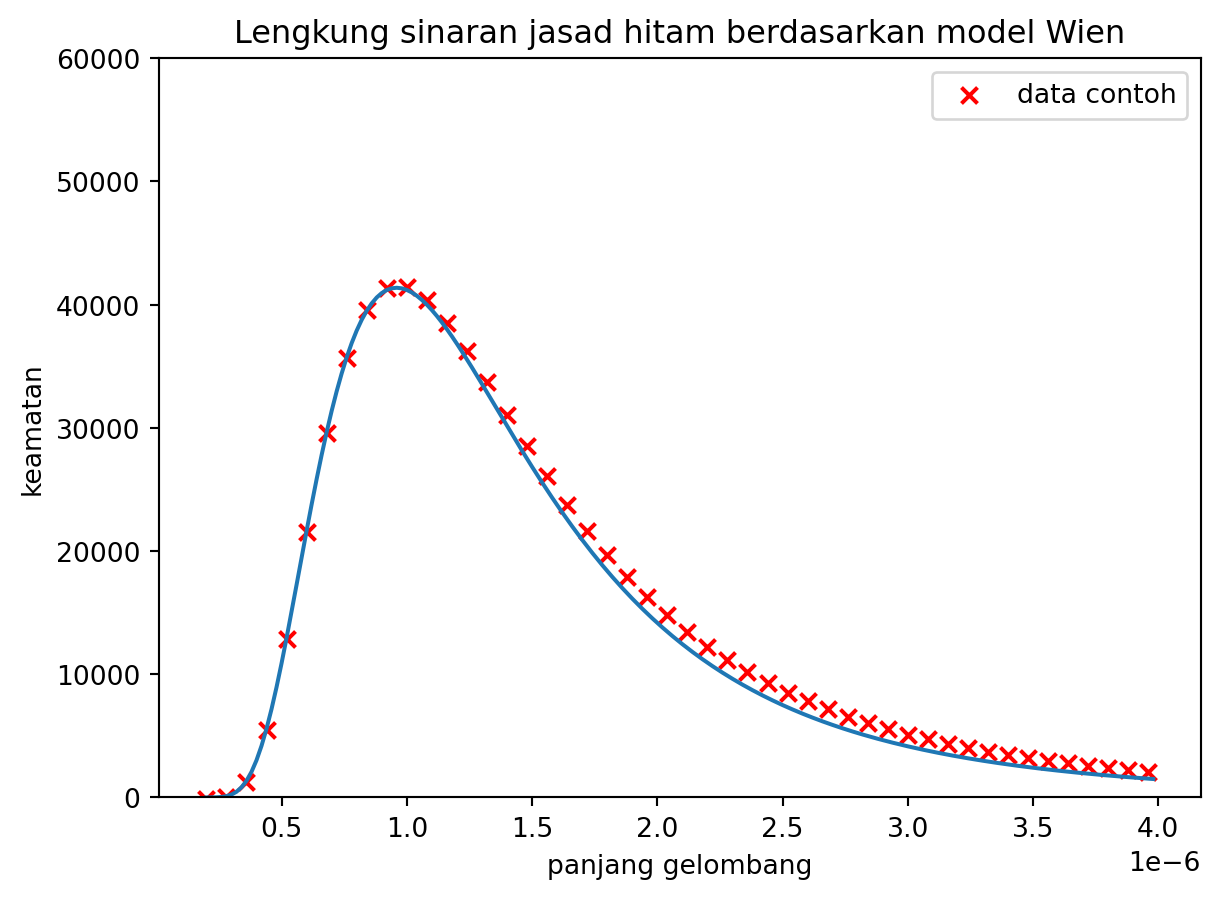 Lengkung sinaran jasad hitam berdasarkan model Wien
data contoh
60000
50000
40000
30000
20000
10000
0
keamatan
0.5 1.0 1.5 2.0 2.5 3.0 3.5 4.0
1e−6
panjang gelombang